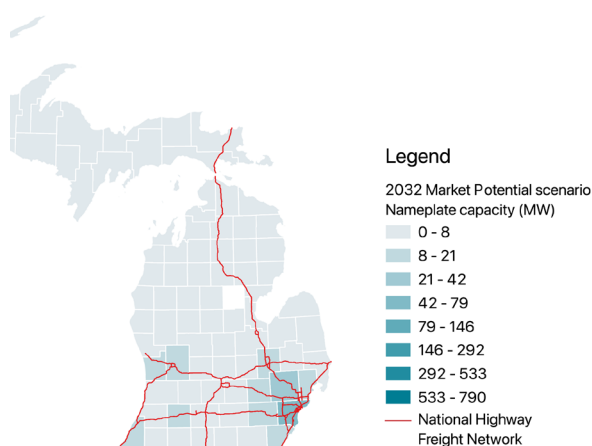 Legend
2032 Market Potential scenario
Nameplate capacity (MW)
0 - 8
8 - 21
21 - 42
42 - 79
79 - 146
146 - 292
292 - 533
533 - 790
National Highway
Freight Network